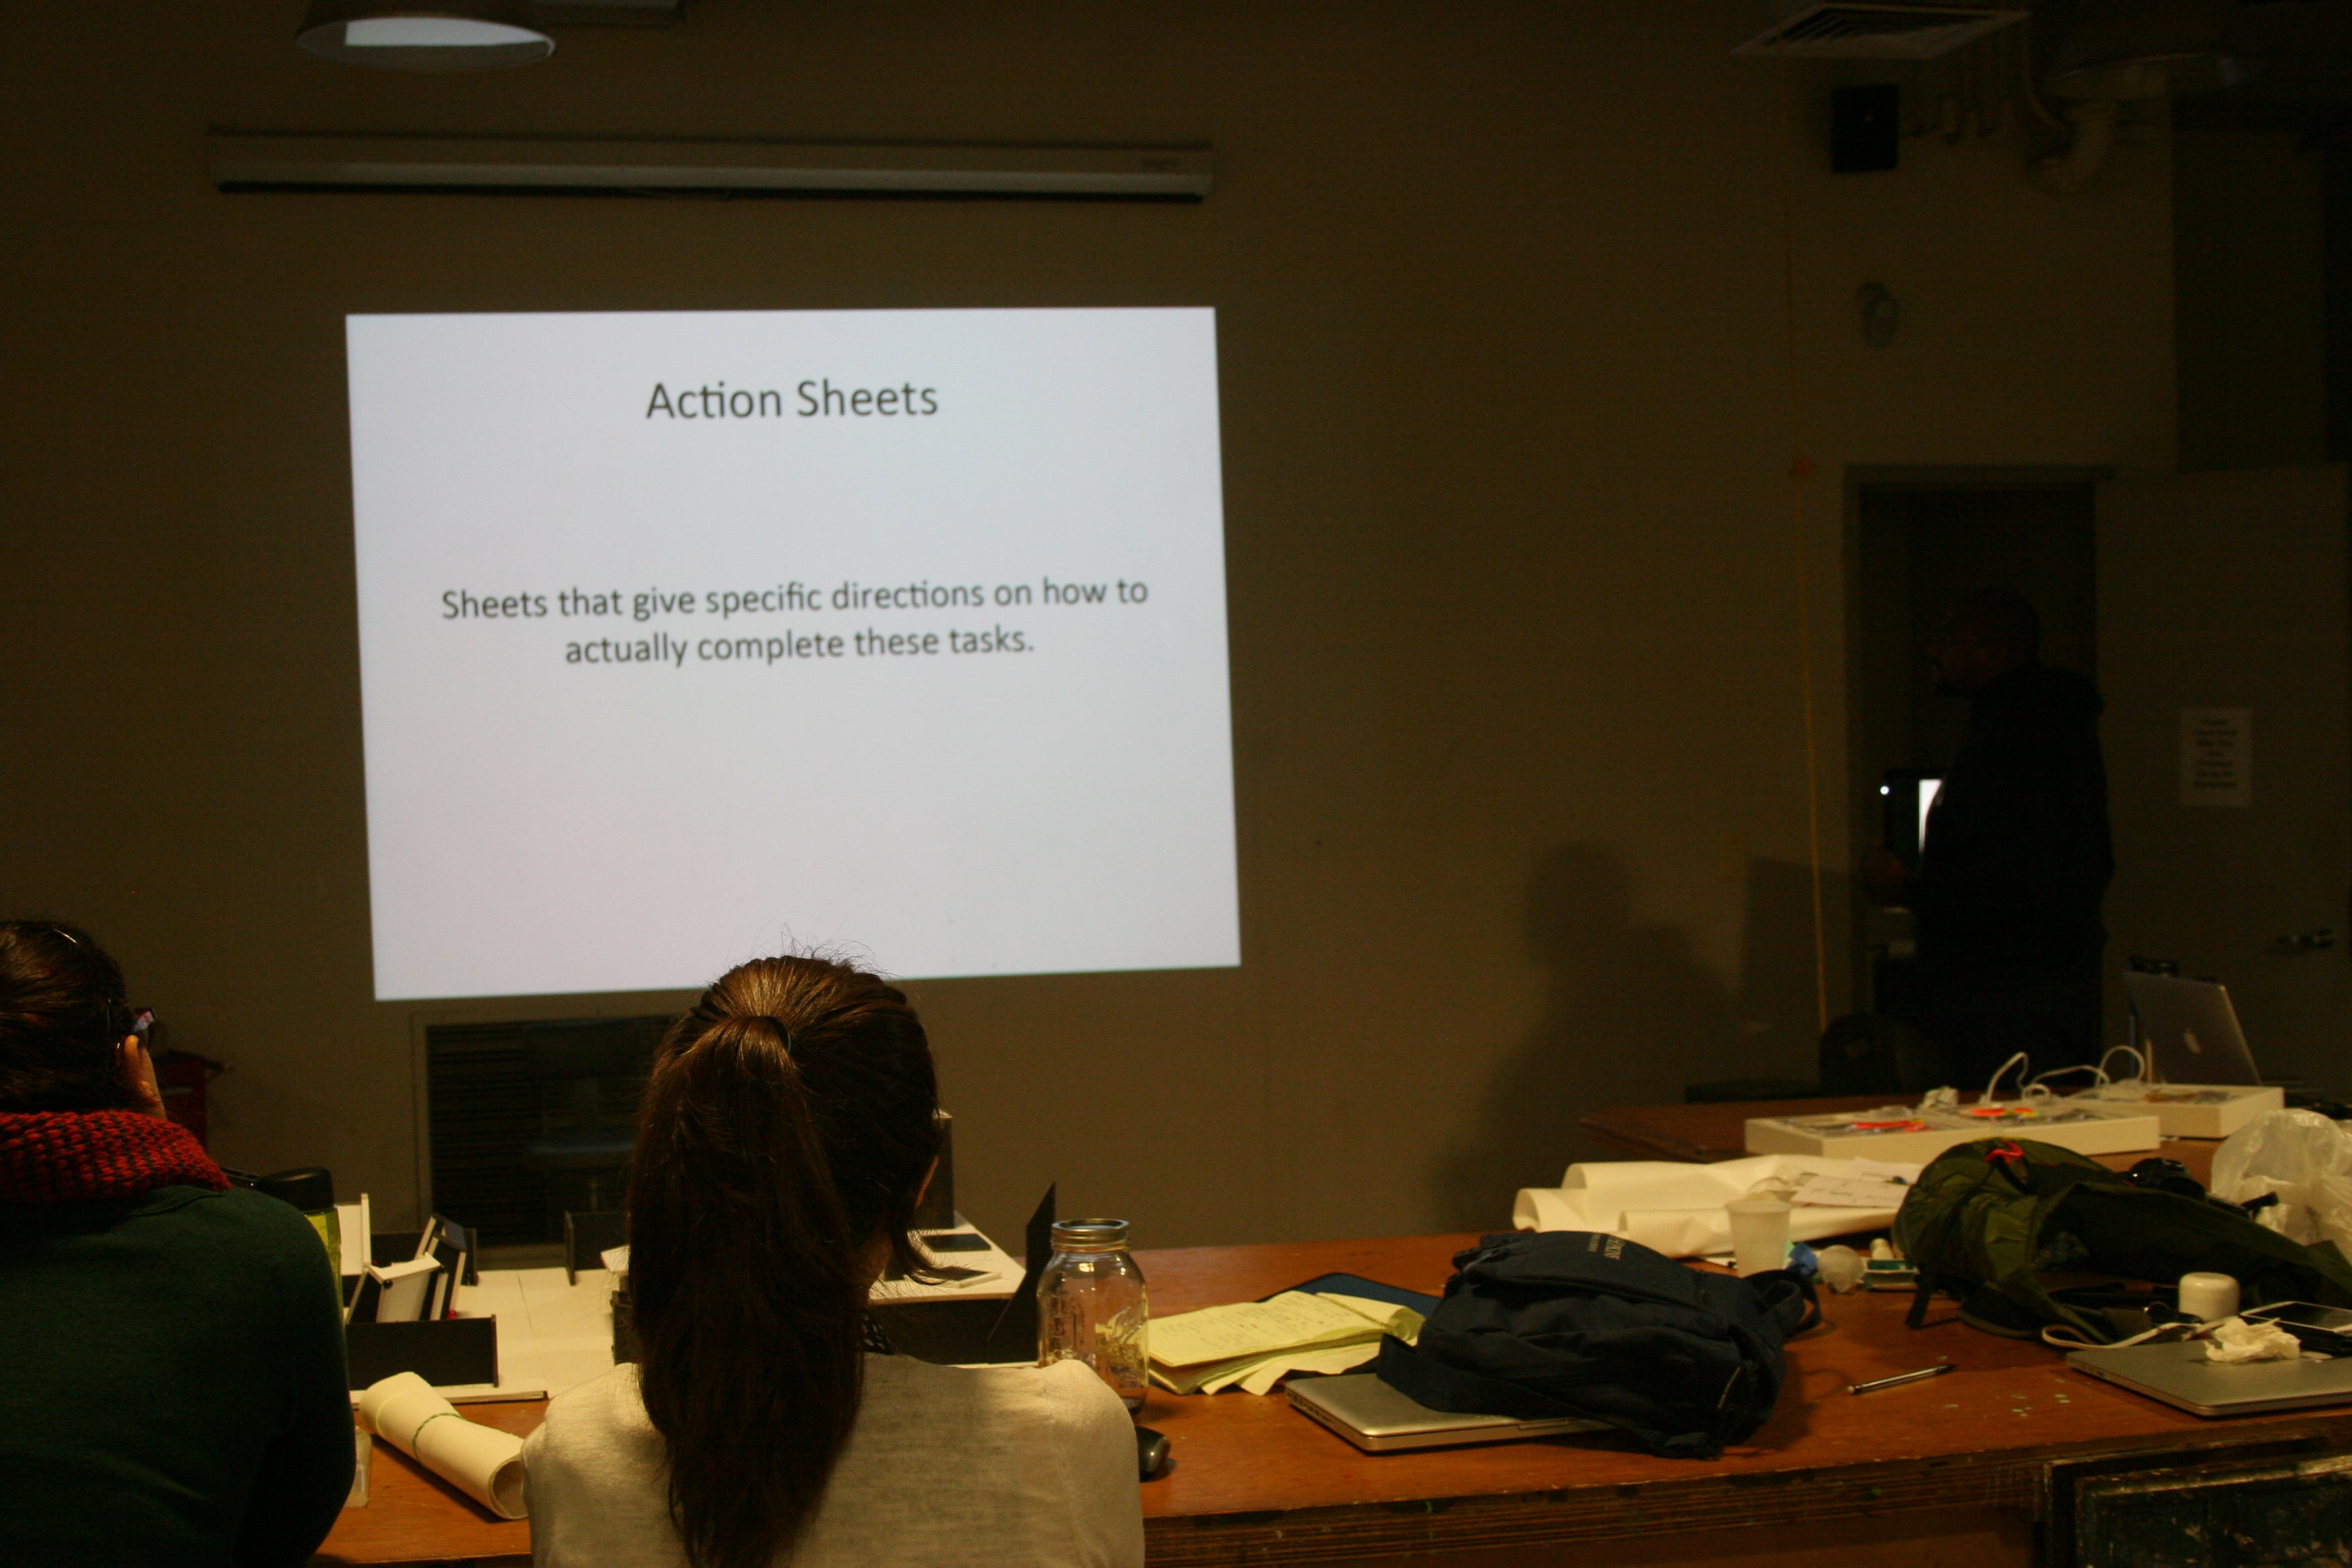 Action Sheets
Sheets that give specific directions on how to
actually complete these tasks.